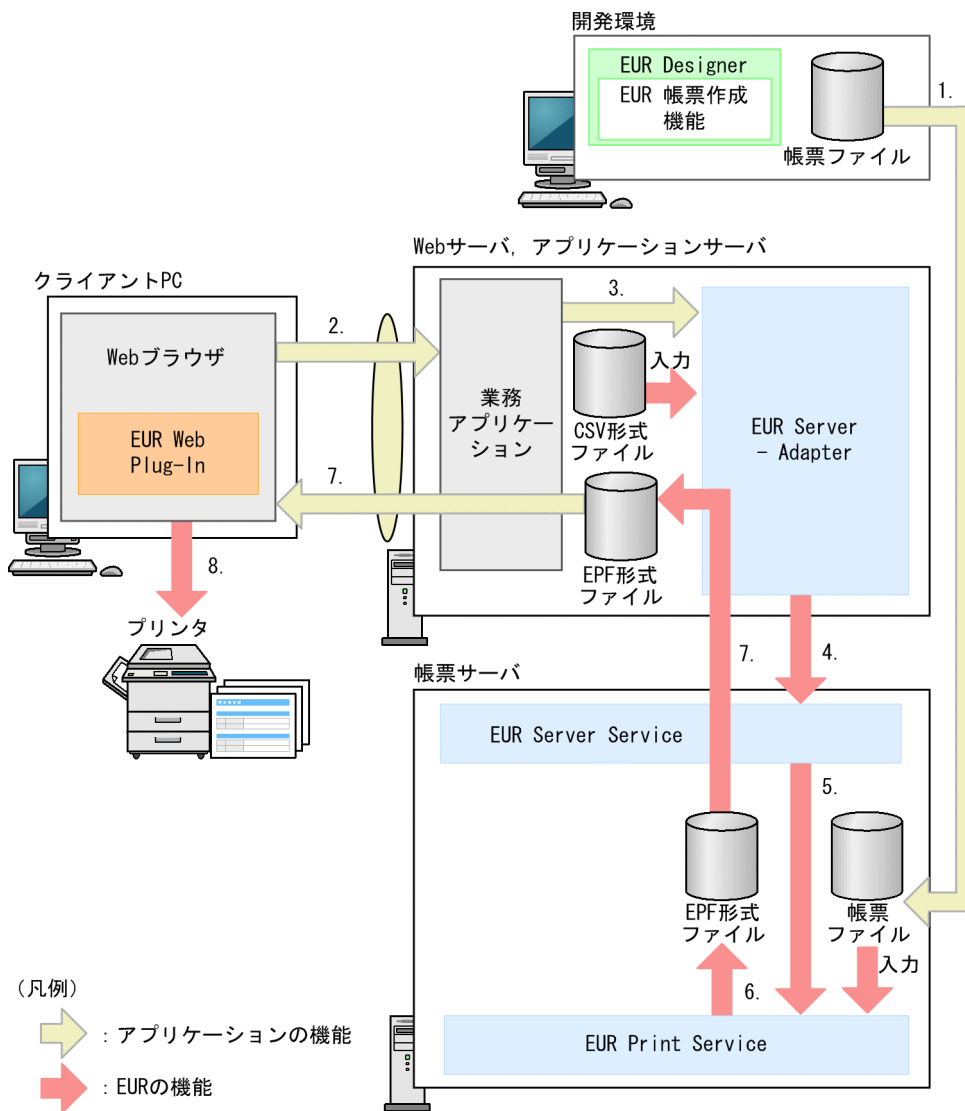 開発環境
EUR Designer
EUR 帳票作成
機能
帳票ファイル
1.
Webサーバ，アプリケーションサーバ
クライアントPC
Webブラウザ
EUR Web
Plug-In
2.
3.
業務
アプリケー
ション
入力
CSV形式
ファイル
EUR Server
- Adapter
7.
EPF形式
ファイル
8.
プリンタ
7.
4.
帳票サーバ
EUR Server Service
5.
EPF形式
ファイル
帳票
ファイル
入力
6.
EUR Print Service
（凡例）
：アプリケーションの機能
：EURの機能